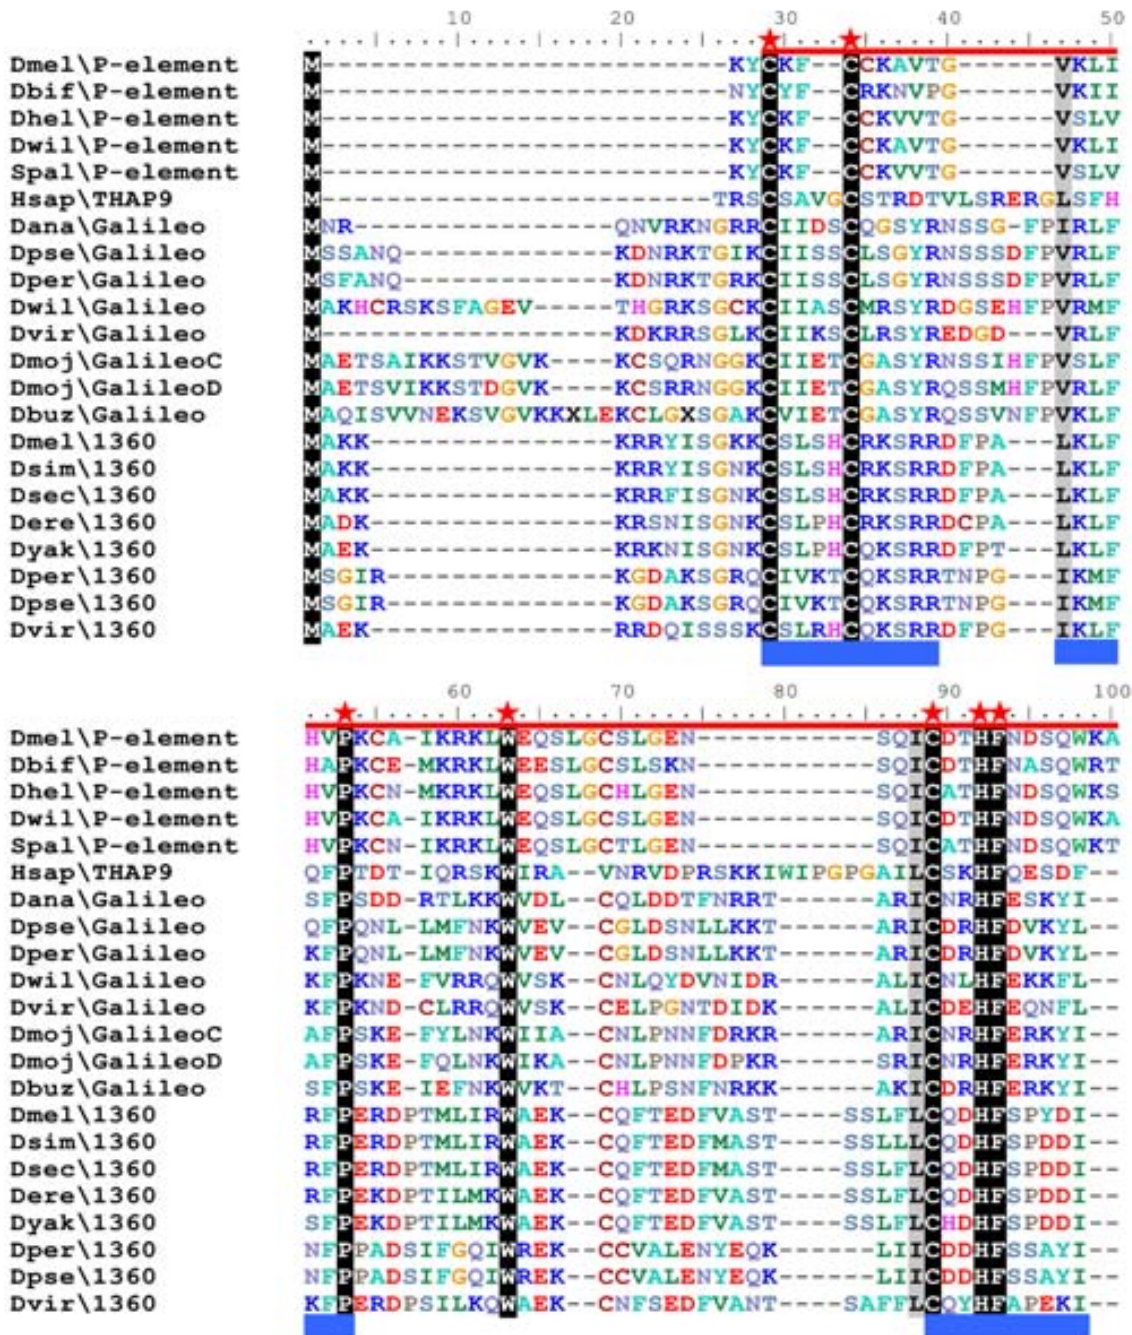 10 20 30 40 50
Dmel\P-element M-------------------------KYCKF--CCKAVTG------VKLI
Dbif\P-element M-------------------------NYCYF--CRKNVPG------VKII
Dhel\P-element M-------------------------KYCKF--CCKVVTG------VSLV
Dwil\P-element M-------------------------KYCKF--CCKAVTG------VKLI
Spal\P-element M-------------------------KYCKF--CCKVVTG------VSLV
Hsap\THAP9 M------------------------TRSCSAVGCSTRDTVLSRERGLSFH
Dana\Galileo MNR----------------QNVRKNGRRCIIDSCQGSYRNSSG-FPIRLF
Dpse\Galileo MSSANQ-------------KDNRKTGIKCIISSCLSGYRNSSSDFPVRLF
Dper\Galileo MSFANQ-------------KDNRKTGRKCIISSCLSGYRNSSSDFPVRLF
Dwil\Galileo MAKHCRSKSFAGEV-----THGRKSGCKCIIASCMRSYRDGSEHFPVRMF
Dvir\Galileo M------------------KDKRRSGLKCIIKSCLRSYREDGD---VRLF
Dmoj\GalileoC MAETSAIKKSTVGVK----KCSQRNGGKCIIETCGASYRNSSIHFPVSLF
Dmoj\GalileoD MAETSVIKKSTDGVK----KCSRRNGGKCIIETCGASYRQSSMHFPVRLF
Dbuz\Galileo MAQISVVNEKSVGVKKXLEKCLGXSGAKCVIETCGASYRQSSVNFPVKLF
Dmel\1360 MAKK---------------KRRYISGKKCSLSHCRKSRRDFPA---LKLF
Dsim\1360 MAKK---------------KRRYISGNKCSLSHCRKSRRDFPA---LKLF
Dsec\1360 MAKK---------------KRRFISGNKCSLSHCRKSRRDFPA---LKLF
Dere\1360 MADK---------------KRSNISGNKCSLPHCRKSRRDCPA---LKLF
Dyak\1360 MAEK---------------KRKNISGNKCSLPHCQKSRRDFPT---LKLF
Dper\1360 MSGIR--------------KGDAKSGRQCIVKTCQKSRRTNPG---IKMF
Dpse\1360 MSGIR--------------KGDAKSGRQCIVKTCQKSRRTNPG---IKMF
Dvir\1360 MAEK---------------RRDQISSSKCSLRHCQKSRRDFPG---IKLF
60 70 80 90 100
Dmel\P-element HVPKCA-IKRKLWEQSLGCSLGEN-----------SQICDTHFNDSQWKA
Dbif\P-element HAPKCE-MKRKLWEESLGCSLSKN-----------SQICDTHFNASQWRT
Dhel\P-element HVPKCN-MKRKLWEQSLGCHLGEN-----------SQICATHFNDSQWKS
Dwil\P-element HVPKCA-IKRKLWEQSLGCSLGEN-----------SQICDTHFNDSQWKA
Spal\P-element HVPKCN-IKRKLWEQSLGCTLGEN-----------SQICATHFNDSQWKT
Hsap\THAP9 QFPTDT-IQRSKWIRA--VNRVDPRSKKIWIPGPGAILCSKHFQESDF--
Dana\Galileo SFPSDD-RTLKKWVDL--CQLDDTFNRRT------ARICNRHFESKYI--
Dpse\Galileo QFPQNL-LMFNKWVEV--CGLDSNLLKKT------ARICDRHFDVKYL--
Dper\Galileo KFPQNL-LMFNKWVEV--CGLDSNLLKKT------ARICDRHFDVKYL--
Dwil\Galileo KFPKNE-FVRRQWVSK--CNLQYDVNIDR------ALICNLHFEKKFL--
Dvir\Galileo KFPKND-CLRRQWVSK--CELPGNTDIDK------ALICDEHFEQNFL--
Dmoj\GalileoC AFPSKE-FYLNKWIIA--CNLPNNFDRKR------ARICNRHFERKYI--
Dmoj\GalileoD AFPSKE-FQLNKWIKA--CNLPNNFDPKR------SRICNRHFERKYI--
Dbuz\Galileo SFPSKE-IEFNKWVKT--CHLPSNFNRKK------AKICDRHFERKYI--
Dmel\1360 RFPERDPTMLIRWAEK--CQFTEDFVAST----SSLFLCQDHFSPYDI--
Dsim\1360 RFPERDPTMLIRWAEK--CQFTEDFMAST----SSLLLCQDHFSPDDI--
Dsec\1360 RFPERDPTMLIRWAEK--CQFTEDFMAST----SSLFLCQDHFSPDDI--
Dere\1360 RFPEKDPTILMKWAEK--CQFTEDFVAST----SSLFLCQDHFSPDDI--
Dyak\1360 SFPEKDPTILMKWAEK--CQFTEDFVAST----SSLFLCHDHFSPDDI--
Dper\1360 NFPPADSIFGQIWREK--CCVALENYEQK------LIICDDHFSSAYI--
Dpse\1360 NFPPADSIFGQIWREK--CCVALENYEQK------LIICDDHFSSAYI--
Dvir\1360 KFPERDPSILKQWAEK--CNFSEDFVANT----SAFFLCQYHFAPEKI--